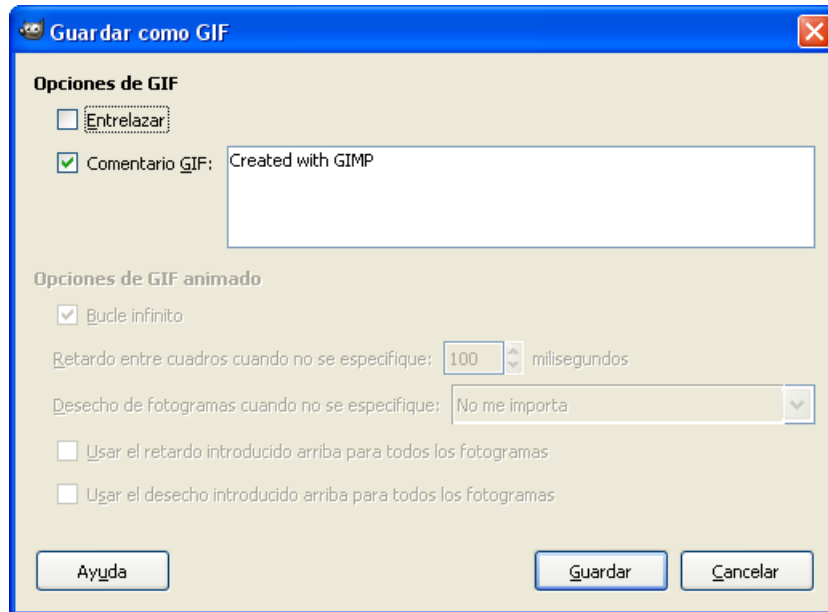 Guardar como GIF
Opciones de GIF
Entrelazar
Comentario GIF: Created with GIMP
Opciones de GIF animado
Bucle infinito
Retardo entre cuadros cuando no se especifique: 100 milisegundos
Desecho de fotogramas cuando no se especifique: No me importa
Usar el retardo introducido arriba para todos los fotogramas
Usar el desecho introducido arriba para todos los fotogramas
Ayuda Guardar Cancelar